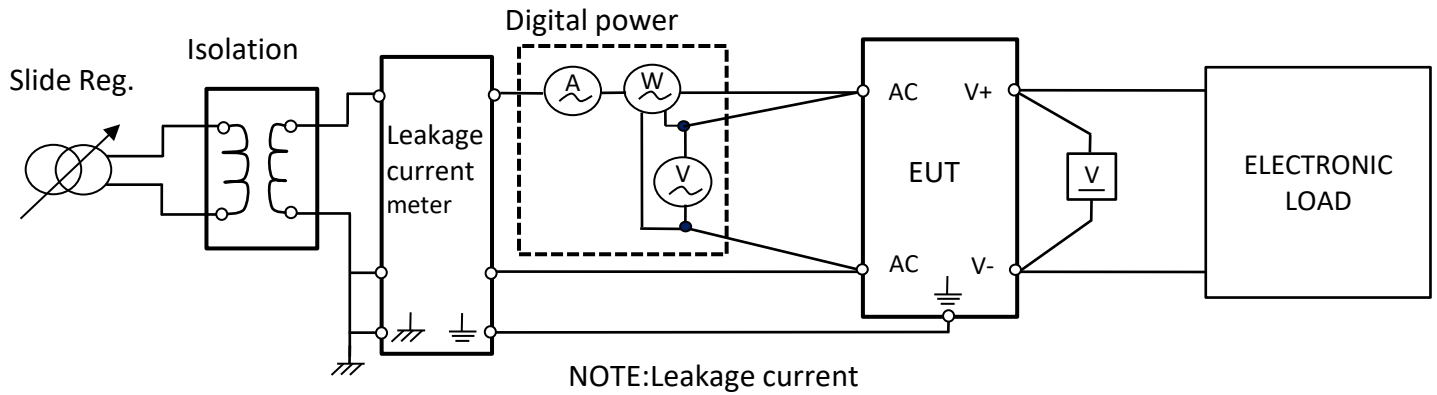 Digital power
Isolation
Slide Reg.
Leakage
current
meter
A
W
V
AC
V+
EUT
V
AC
V-
ELECTRONIC
LOAD
NOTE:Leakage current